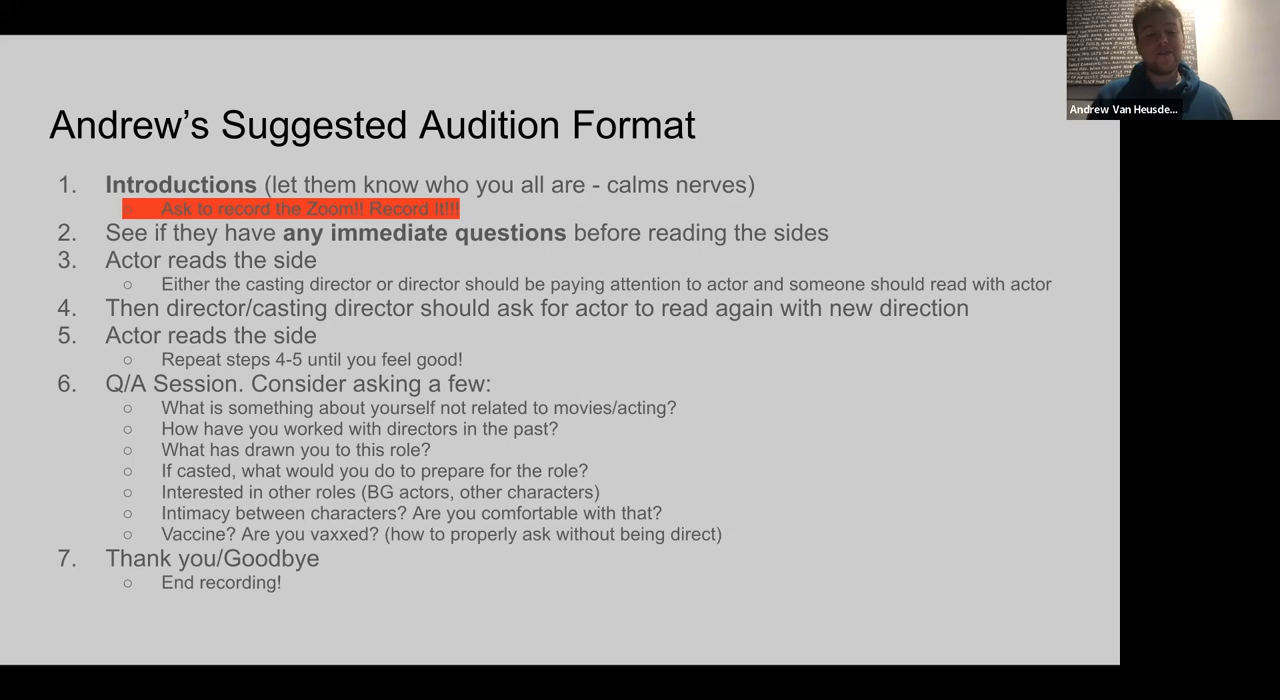 Andrew Van Heusde...
Andrew’s Suggested Audition Format
1. Introductions (let them know who you all are - calms nerves)
○ Ask to record the Zoom!! Record It!!!
2. See if they have any immediate questions before reading the sides
3. Actor reads the side
○ Either the casting director or director should be paying attention to actor and someone should read with actor
4. Then director/casting director should ask for actor to read again with new direction
5. Actor reads the side
○ Repeat steps 4-5 until you feel good!
6. Q/A Session. Consider asking a few:
○ What is something about yourself not related to movies/acting?
○ How have you worked with directors in the past?
○ What has drawn you to this role?
○ If casted, what would you do to prepare for the role?
○ Interested in other roles (BG actors, other characters)
○ Intimacy between characters? Are you comfortable with that?
○ Vaccine? Are you vaxxed? (how to properly ask without being direct)
7. Thank you/Goodbye
○ End recording!